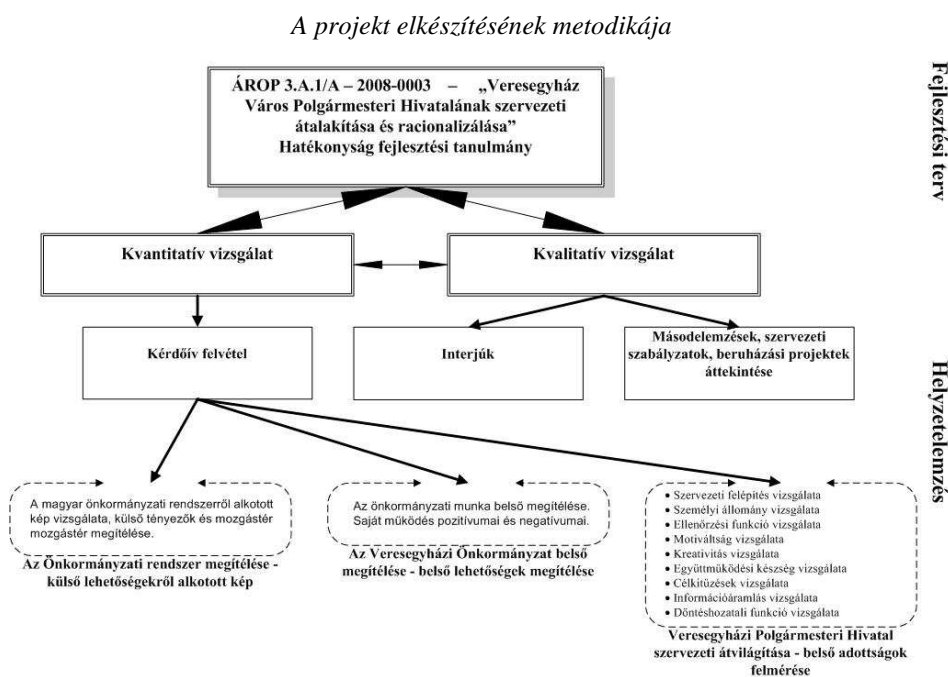 A projekt elkészítésének metodikája
ÁROP 3.A.1/A – 2008-0003 – „Veresegyház
Város Polgármesteri Hivatalának szervezeti
átalakítása és racionalizálása”
Hatékonyság fejlesztési tanulmány
Fejlesztési terv
Kvantitatív vizsgálat
Kvalitatív vizsgálat
Kérdőív felvétel
Interjúk
Másodelemzések, szervezeti
szabályzatok, beruházási projektek
áttekintése
Helyzetelemzés
A magyar önkormányzati rendszerről alkotott
kép vizsgálata, külső tényezők és mozgástér
mozgástér megítélése.
Az Önkormányzati rendszer megítélése -
külső lehetőségekről alkotott kép
Az önkormányzati munka belső megítélése.
Saját működés pozitívumai és negatívumai.
Az Veresegyházi Önkormányzat belső
megítélése - belső lehetőségek megítélése
• Szervezeti felépítés vizsgálata
• Személyi állomány vizsgálata
• Ellenőrzési funkció vizsgálata
• Motiváltság vizsgálata
• Kreativitás vizsgálata
• Együttműködési készség vizsgálata
• Célkitűzések vizsgálata
• Információáramlás vizsgálata
• Döntéshozatali funkció vizsgálata
Veresegyházi Polgármesteri Hivatal
szervezeti átvilágítása - belső adottságok
felmérése